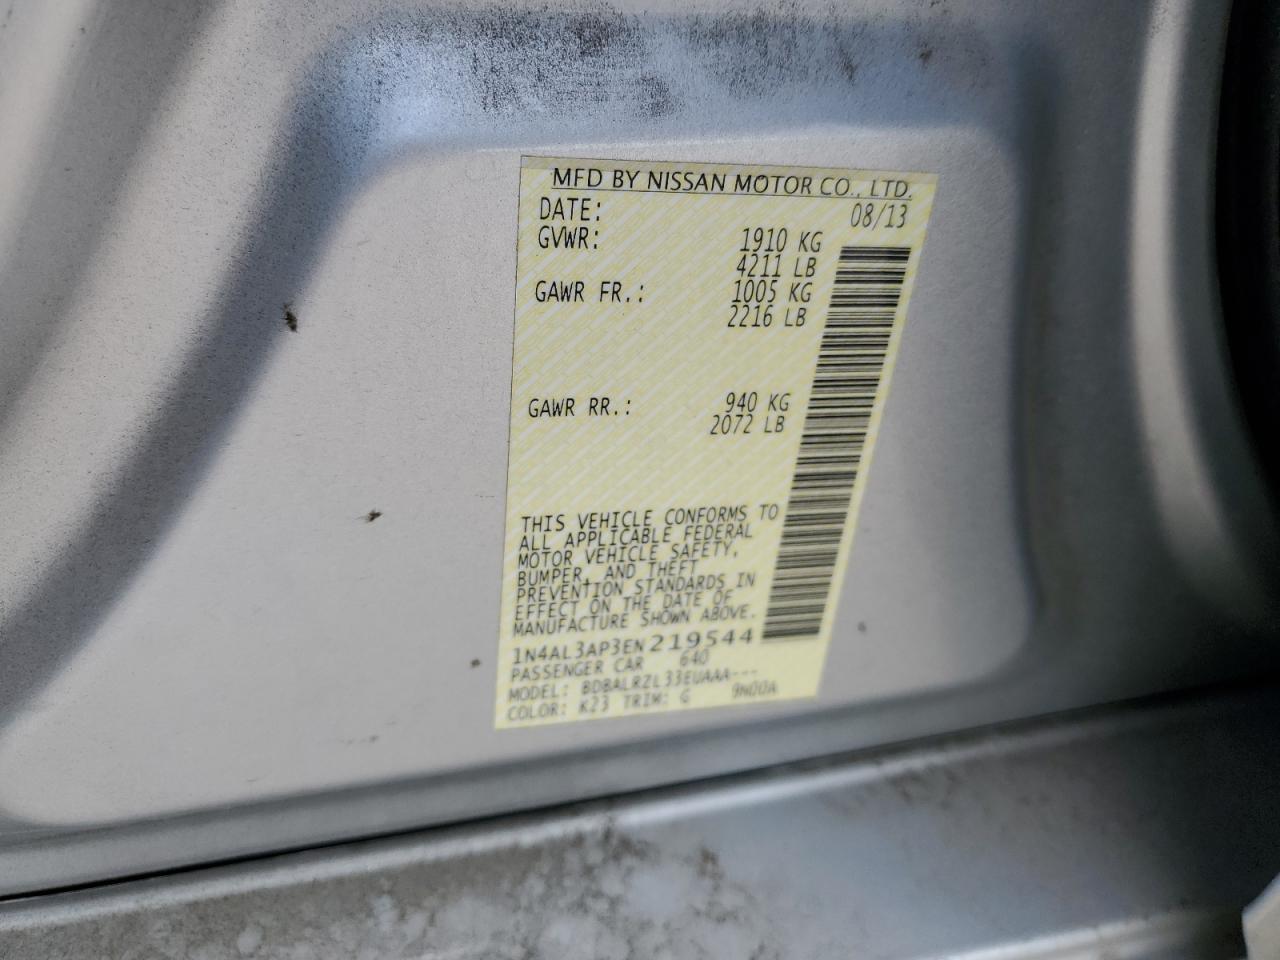 MFD BY NISSAN MOTOR CO., LTD.
DATE: 08/13
GVWR: 1910 KG
4211 LB
GAWR FR.: 1005 KG
2216 LB
GAWR RR.: 940 KG
2072 LB
THIS VEHICLE CONFORMS TO
ALL APPLICABLE FEDERAL
MOTOR VEHICLE SAFETY,
BUMPER, AND THEFT
PREVENTION STANDARDS IN
EFFECT ON THE DATE OF
MANUFACTURE SHOWN ABOVE.
1N4AL3AP3EN219544
PASSENGER CAR 640
MODEL: BDBALRZL33EUAAA---
COLOR: K23 TRIM: G 9N00A